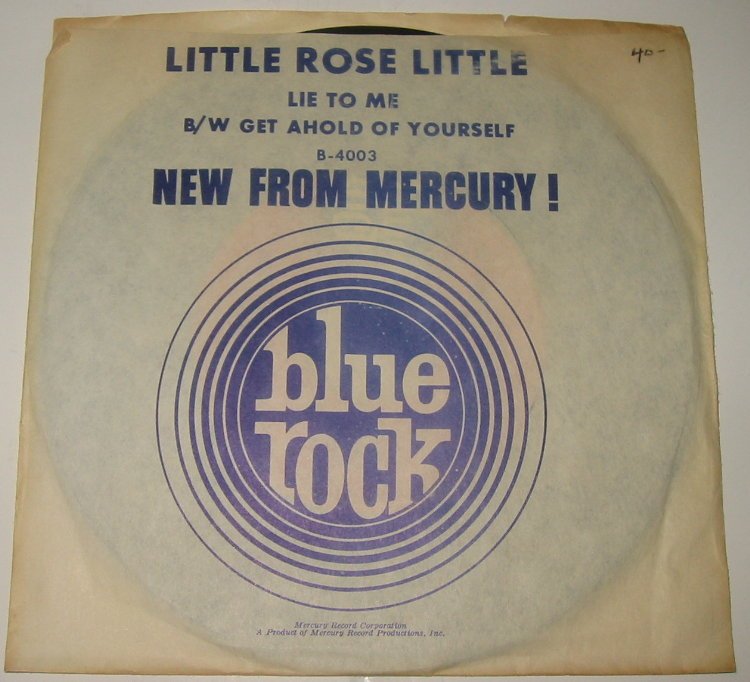 LITTLE ROSE LITTLE
40-
LIE TO ME
B/W GET AHOLD OF YOURSELF
B-4003
NEW FROM MERCURY!
blue
rock
Mercury Record Corporation
A Product of Mercury Record Productions, Inc.